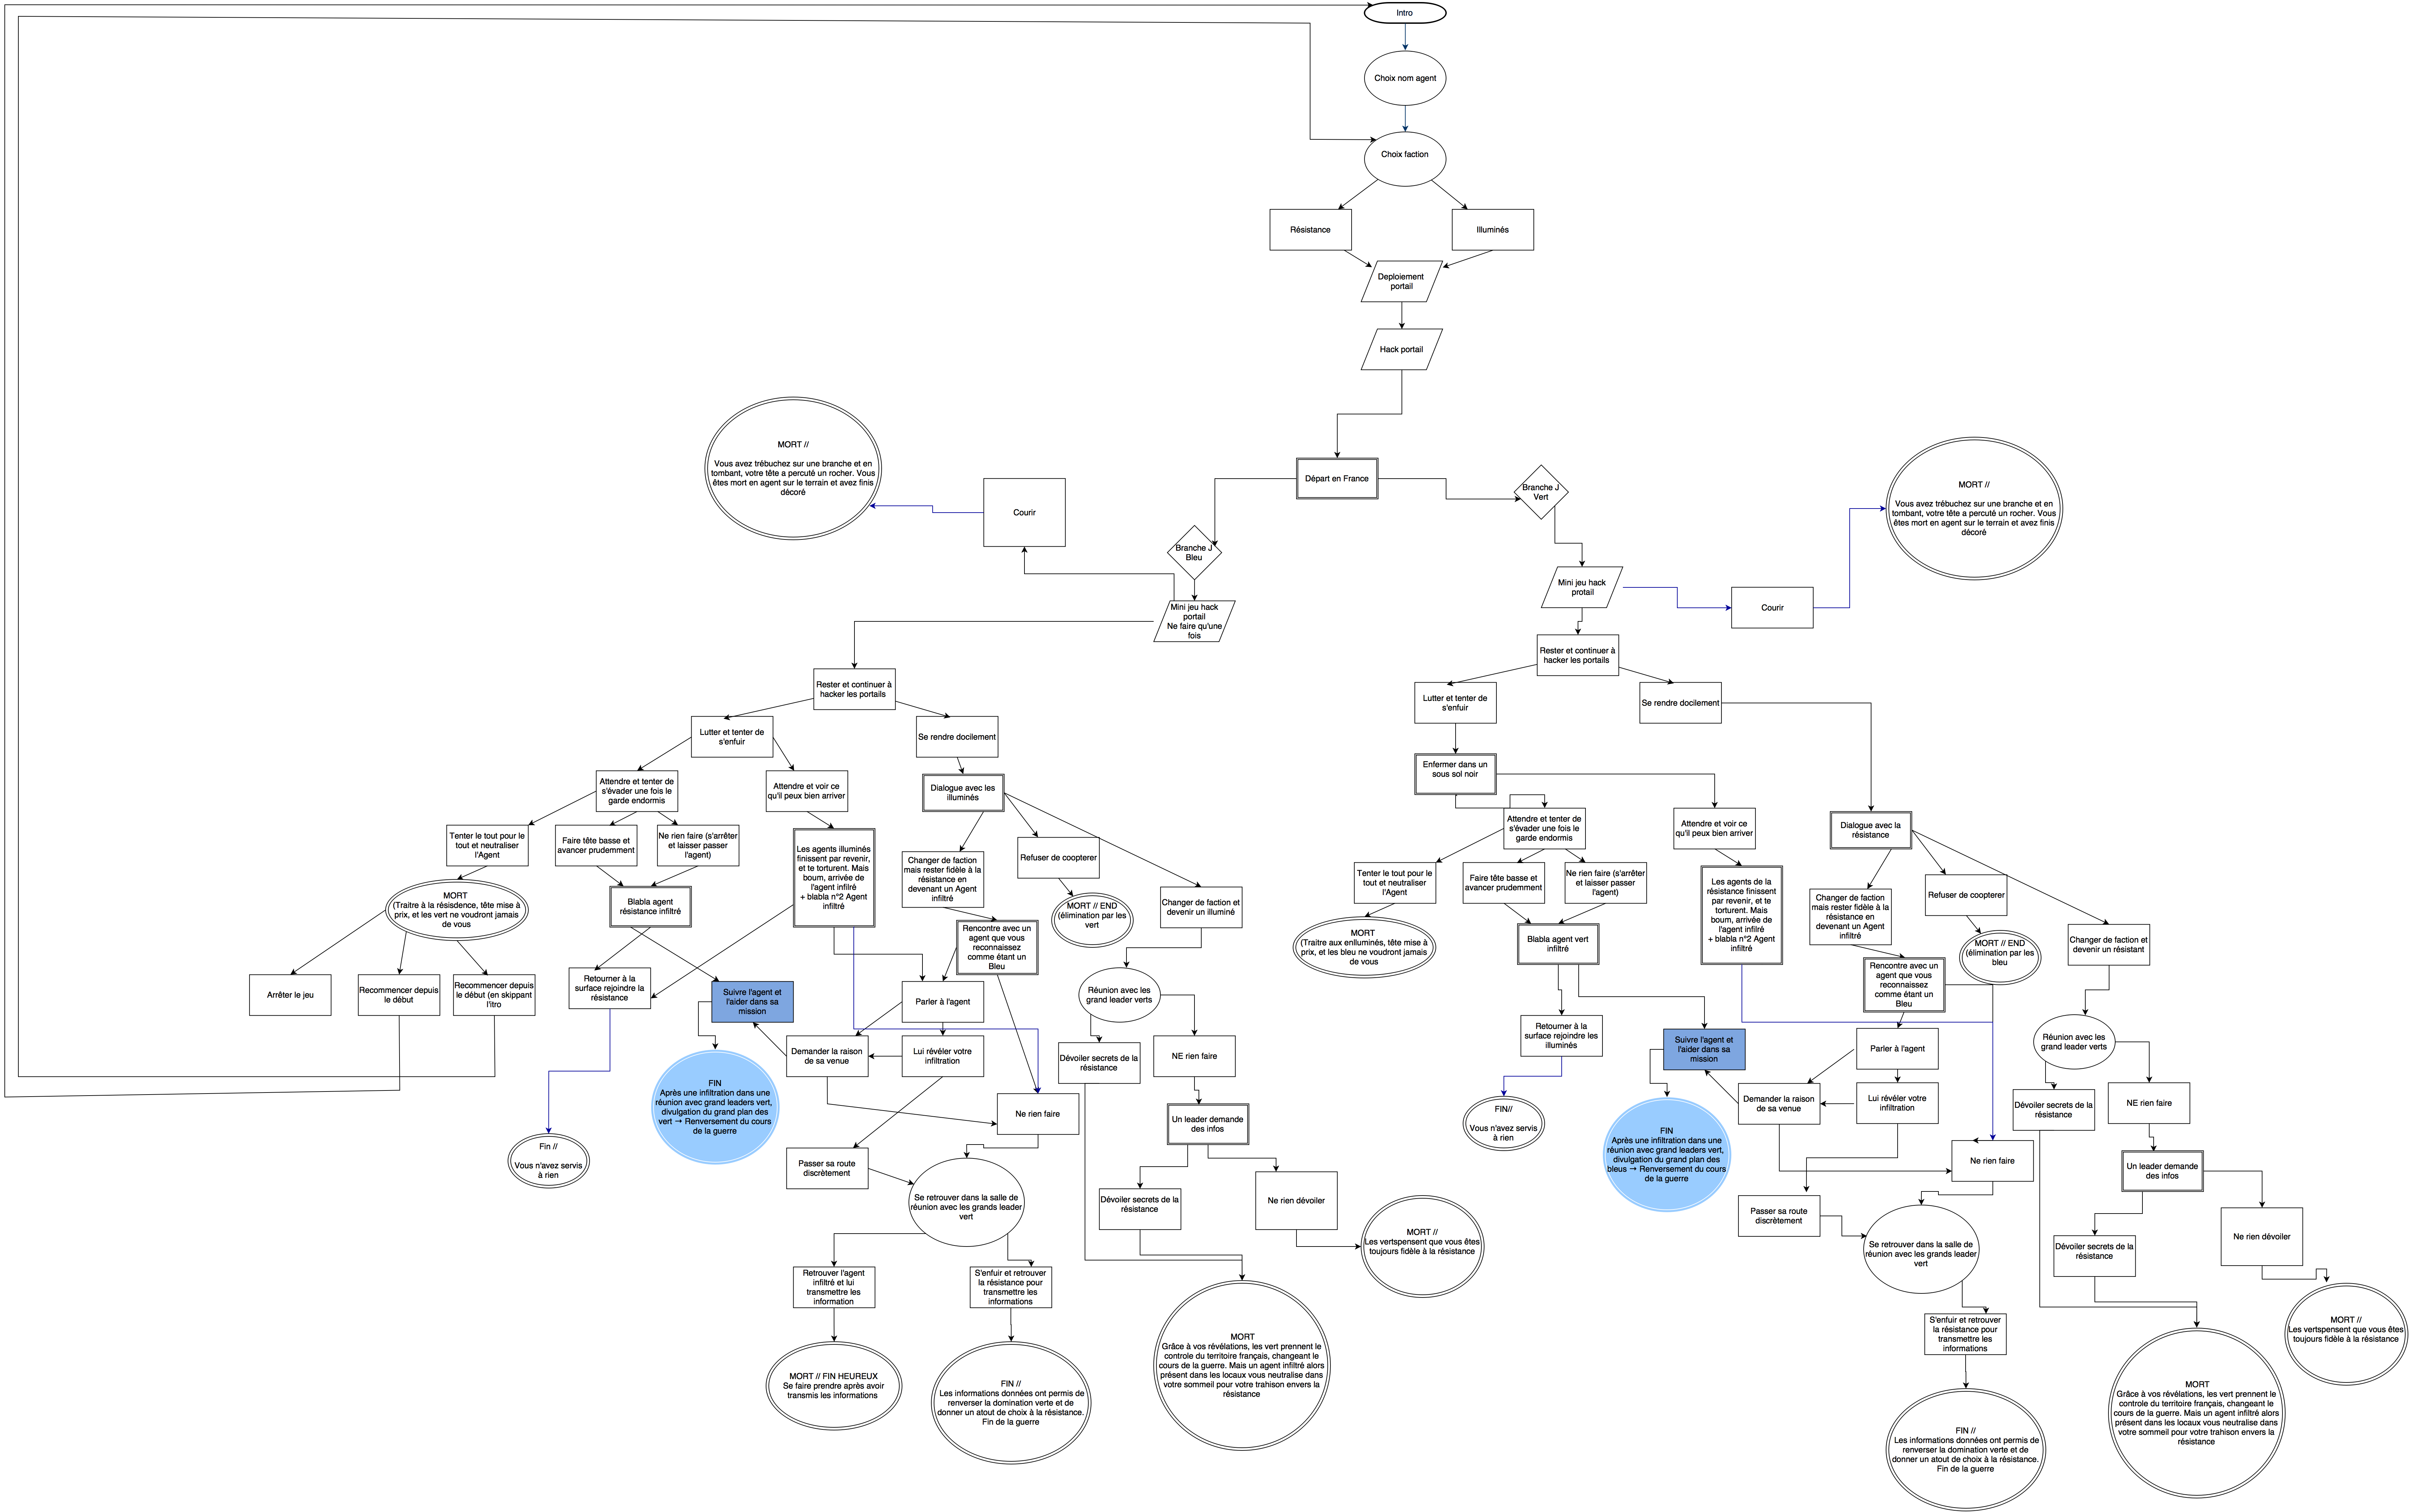 Intro
Choix nom agent
Choix faction
Résistance
Illuminés
Deploiement
portail
Hack portail
Départ en France
MORT //
Vous avez trébuchez sur une branche et en
tombant, votre tête a percuté un rocher. Vous
êtes mort en agent sur le terrain et avez finis
décoré
Courir
Branche J
Bleu
Mini jeu hack
portail
Ne faire qu'une
fois
Rester et continuer à
hacker les portails
Lutter et tenter de
s'enfuir
Se rendre docilement
Attendre et tenter de
s'évader une fois le
garde endormis
Attendre et voir ce
qu'il peux bien arriver
Dialogue avec les
illuminés
Tenter le tout pour le
tout et neutraliser
l'Agent
Faire tête basse et
avancer prudemment
Ne rien faire (s'arrêter
et laisser passer
l'agent)
Les agents illuminés
finissent par revenir,
et te torturent. Mais
boum, arrivée de
l'agent infilré
+ blabla n°2 Agent
infiltré
Changer de faction
mais rester fidèle à la
résistance en
devenant un Agent
infiltré
Refuser de coopterer
Changer de faction et
devenir un illuminé
MORT
(Traitre à la résidence, tête mise à
prix, et les vert ne voudront jamais
de vous
Blabla agent
résistance infiltré
MORT // END
(élimination par les
vert
Rencontre avec un
agent que vous
reconnaissez
comme étant un
Bleu
Arrêter le jeu
Recommencer depuis
le début
Recommencer depuis
le début (en skippant
l'itro
Retourner à la
surface rejoindre la
résistance
Suivre l'agent et
l'aider dans sa
mission
Parler à l'agent
Réunion avec les
grand leader verts
Demander la raison
de sa venue
Lui révéler votre
infiltration
Dévoiler secrets de la
résistance
NE rien faire
FIN
Après une infiltration dans une
réunion avec grand leaders vert,
divulgation du grand plan des
vert → Renversement du cours
de la guerre
Ne rien faire
Un leader demande
des infos
Fin //
Vous n'avez servis
à rien
Passer sa route
discrètement
Se retrouver dans la salle de
réunion avec les grands leader
vert
Dévoiler secrets de la
résistance
Ne rien dévoiler
MORT //
Les vertspensent que vous êtes
toujours fidèle à la résistance
Retrouver l'agent
infiltré et lui
transmettre les
information
S'enfuir et retrouver
la résistance pour
transmettre les
informations
MORT // FIN HEUREUX
Se faire prendre après avoir
transmis les informations
FIN //
Les informations données ont permis de
renverser la domination verte et de
donner un atout de choix à la résistance.
Fin de la guerre
MORT
Grâce à vos révélations, les vert prennent le
controle du territoire français, changeant le
cours de la guerre. Mais un agent infiltré alors
présent dans les locaux vous neutralise dans
votre sommeil pour votre trahison envers la
résistance
Branche J
Vert
MORT //
Vous avez trébuchez sur une branche et en
tombant, votre tête a percuté un rocher. Vous
êtes mort en agent sur le terrain et avez finis
décoré
Mini jeu hack
protail
Courir
Rester et continuer à
hacker les portails
Lutter et tenter de
s'enfuir
Se rendre docilement
Enfermer dans un
sous sol noir
Attendre et tenter de
s'évader une fois le
garde endormis
Attendre et voir ce
qu'il peux bien arriver
Dialogue avec la
résistance
Tenter le tout pour le
tout et neutraliser
l'Agent
Faire tête basse et
avancer prudemment
Ne rien faire (s'arrêter
et laisser passer
l'agent)
Les agents de la
résistance finissent
par revenir, et te
torturent. Mais
boum, arrivée de
l'agent infilré
+ blabla n°2 Agent
infiltré
Changer de faction
mais rester fidèle à la
résistance en
devenant un Agent
infiltré
Refuser de coopterer
Changer de faction et
devenir un résistant
MORT
(Traitre aux enlluminés, tête mise à
prix, et les bleu ne voudront jamais
de vous
Blabla agent vert
infiltré
MORT // END
(élimination par les
bleu
Rencontre avec un
agent que vous
reconnaissez
comme étant un
Bleu
Retourner à la
surface rejoindre les
illuminés
Suivre l'agent et
l'aider dans sa
mission
Parler à l'agent
Réunion avec les
grand leader verts
Demander la raison
de sa venue
Lui révéler votre
infiltration
Dévoiler secrets de la
résistance
NE rien faire
FIN//
Vous n'avez servis
à rien
FIN
Après une infiltration dans une
réunion avec grand leaders vert,
divulgation du grand plan des
bleus → Renversement du cours
de la guerre
Ne rien faire
Un leader demande
des infos
Passer sa route
discrètement
Se retrouver dans la salle de
réunion avec les grands leader
vert
Dévoiler secrets de la
résistance
Ne rien dévoiler
S'enfuir et retrouver
la résistance pour
transmettre les
informations
MORT //
Les vertspensent que vous êtes
toujours fidèle à la résistance
FIN //
Les informations données ont permis de
renverser la domination verte et de
donner un atout de choix à la résistance.
Fin de la guerre
MORT
Grâce à vos révélations, les vert prennent le
controle du territoire français, changeant le
cours de la guerre. Mais un agent infiltré alors
présent dans les locaux vous neutralise dans
votre sommeil pour votre trahison envers la
résistance